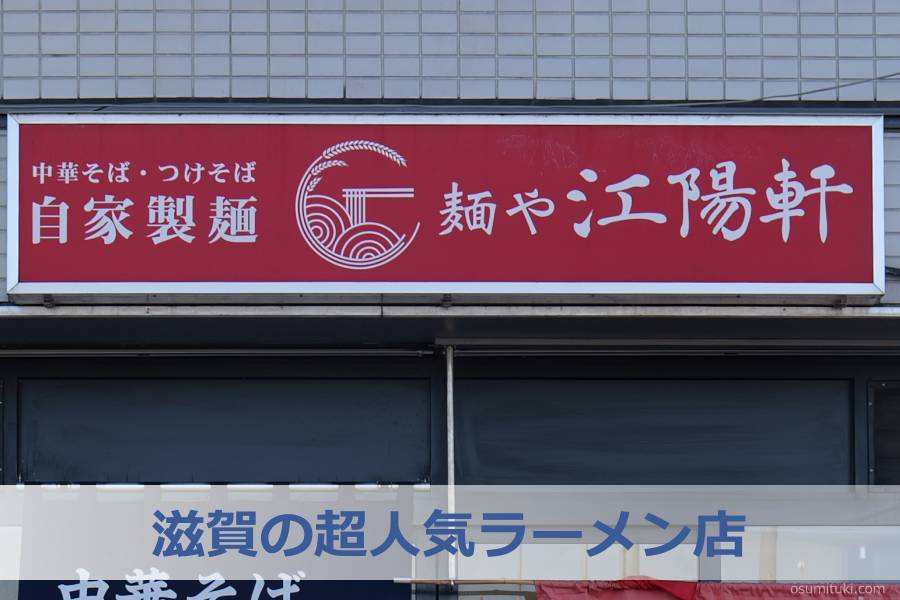 中華そば・つけそば
自家製麺
麺や 江陽軒
滋賀の超人気ラーメン店
中華そば
osumituki.com